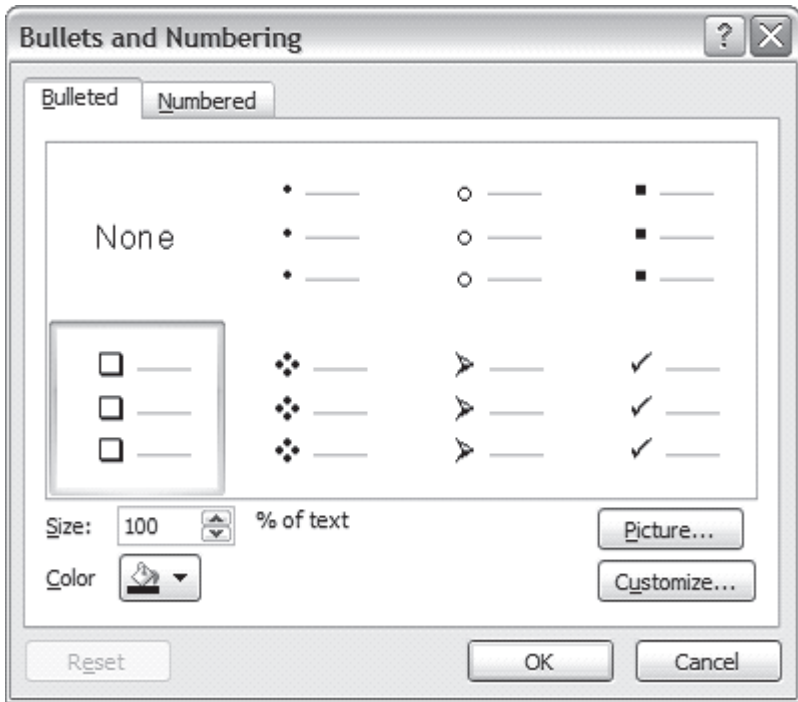 Bullets and Numbering
Bulleted Numbered
None
Size: 100 % of text Picture...
Color Customize...
Reset OK Cancel